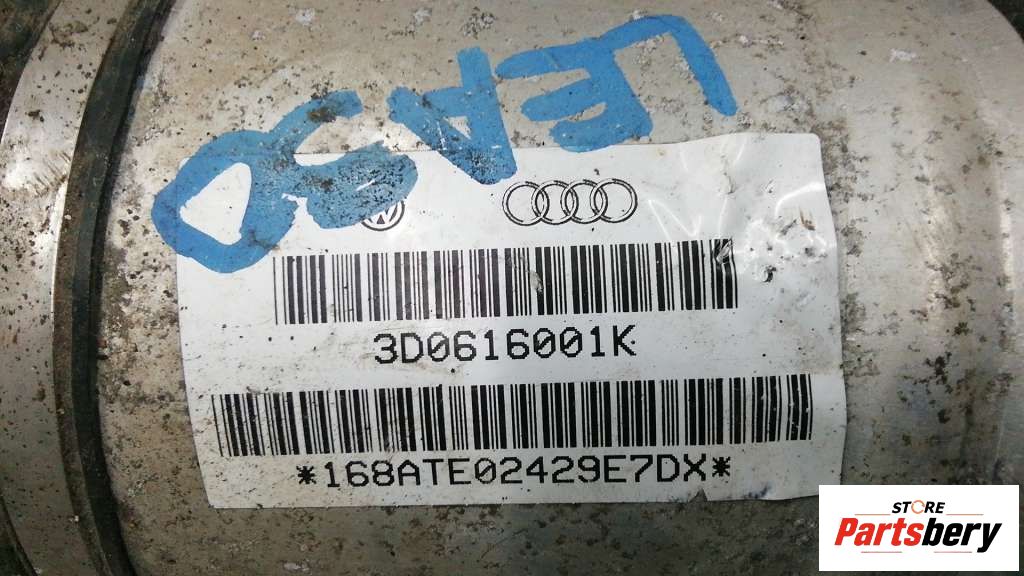 3D0616001K
*168ATE02429E7DX*
STORE
Partsbery